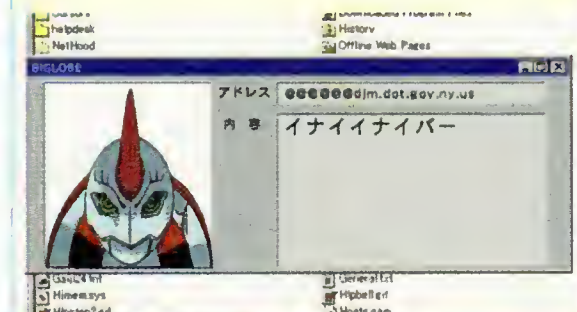 helpdesk
History
NetHood
Offline Web Pages
BIGLOBE
アドレス @@@@@@djm.dot.gov.ny.us
内 容 イナイイナイバー
Himem.sys